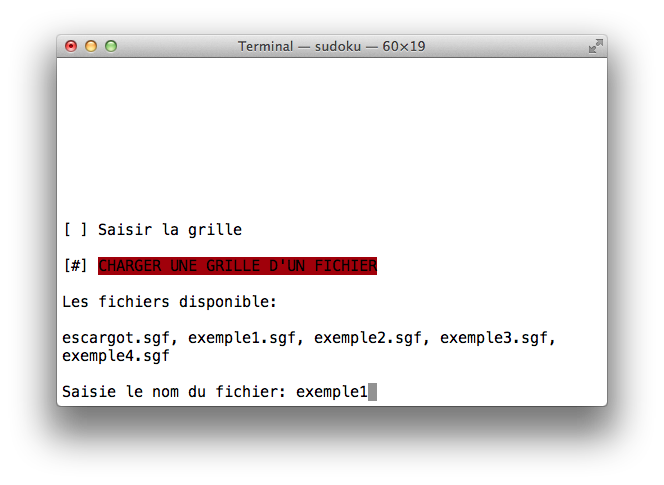 Terminal — sudoku — 60×19
[ ] Saisir la grille
[#] CHARGER UNE GRILLE D'UN FICHIER
Les fichiers disponible:
escargot.sgf, exemple1.sgf, exemple2.sgf, exemple3.sgf,
exemple4.sgf
Saisie le nom du fichier: exemple1